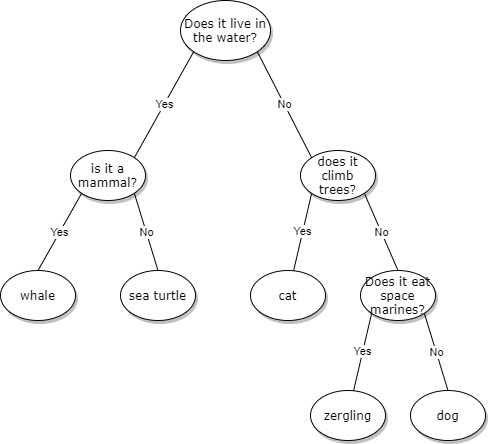 Does it live in
the water?
Yes
No
is it a
mammal?
does it
climb
trees?
Yes
No
Yes
No
whale
sea turtle
cat
Does it eat
space
marines?
Yes
No
zergling
dog